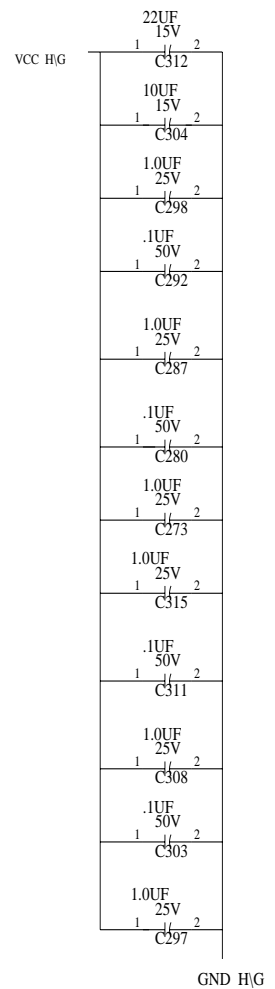 22UF
15V
VCC H\G
1 2
C312
10UF
15V
1 2
C304
1.0UF
25V
1 2
C298
.1UF
50V
1 2
C292
1.0UF
25V
1 2
C287
.1UF
50V
1 2
C280
1.0UF
25V
1 2
C273
1.0UF
25V
1 2
C315
.1UF
50V
1 2
C311
1.0UF
25V
1 2
C308
.1UF
50V
1 2
C303
1.0UF
25V
1 2
C297
GND H\G